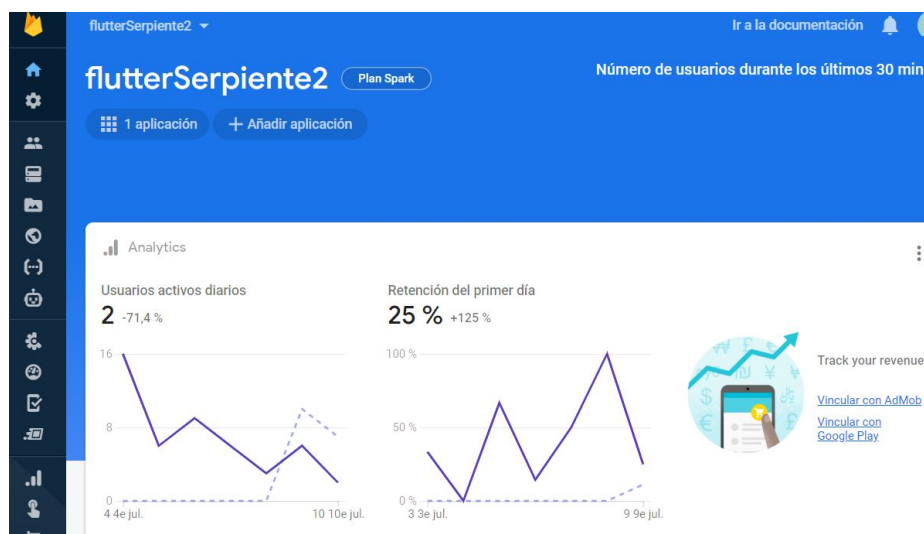 flutterSerpiente2
Ir a la documentación
flutterSerpiente2
Plan Spark
Número de usuarios durante los últimos 30 min
1 aplicación
Añadir aplicación
Analytics
Usuarios activos diarios
2 -71,4 %
16
8
0
4 4e jul.
10 10e jul.
Retención del primer día
25 % +125 %
100 %
50 %
0 %
3 3e jul.
9 9e jul.
Track your revenue
Vincular con AdMob
Vincular con
Google Play